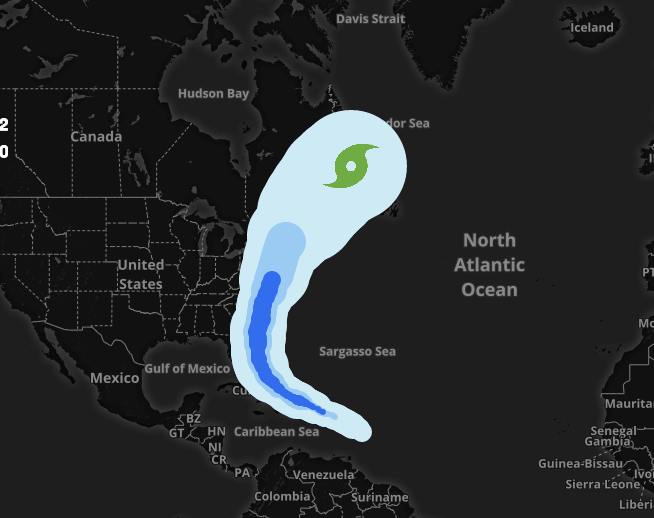 Davis Strait
Iceland
Hudson Bay
2
dor Sea
Canada
0
North
Atlantic
Ocean
United
States
PT
Mo
Sargasso Sea
Gulf of Mexico
Mexico
Cu
Maurita
BZ
GT
HN
Caribbean Sea
Senegal
Gambia
NI
CR
PA
Venezuela
Guinea-Bissau
Ivo
Sierra Leone
Colombia
Suriname
Liberi